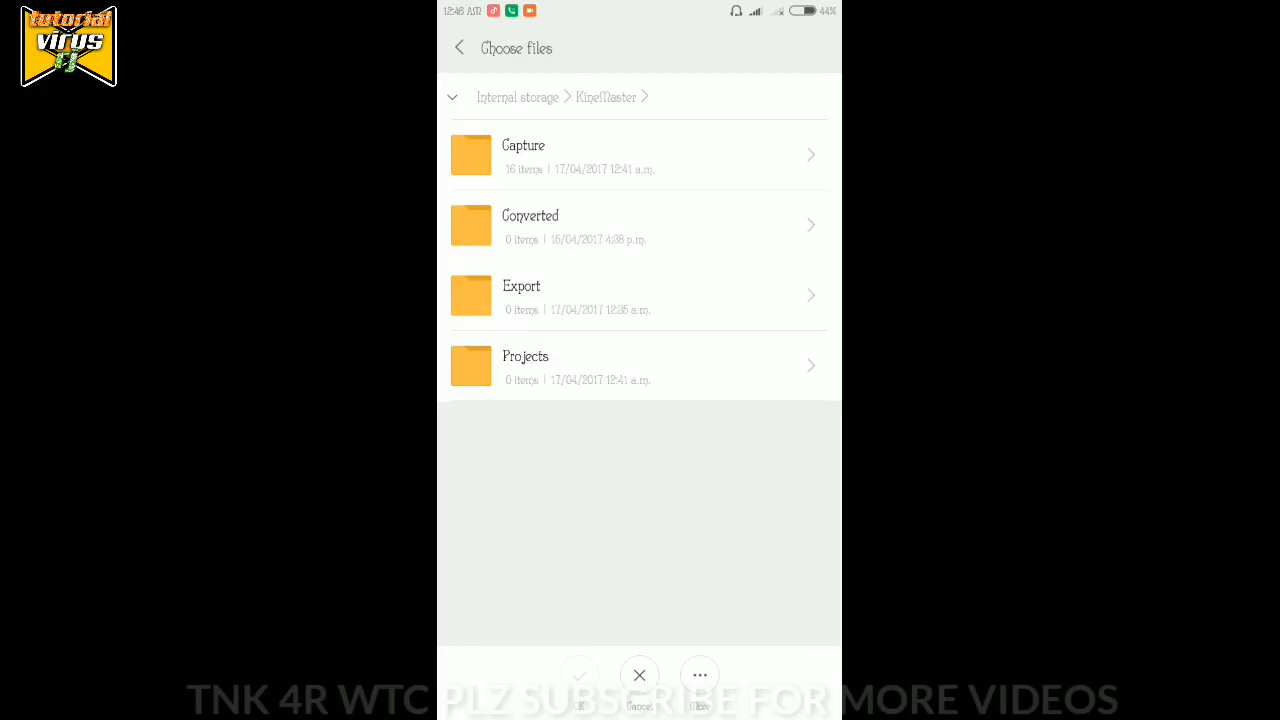 tutorial
virus
tj
12:46 AM
44%
Choose files
Internal storage
KineMaster
Capture
16 items | 17/04/2017 12:41 a.m.
Converted
0 items | 15/04/2017 4:38 p.m.
Export
0 items | 17/04/2017 12:35 a.m.
Projects
0 items | 17/04/2017 12:41 a.m.
OK
Cancel
More
TNK 4R WTC PLZ SUBSCRIBE FOR MORE VIDEOS